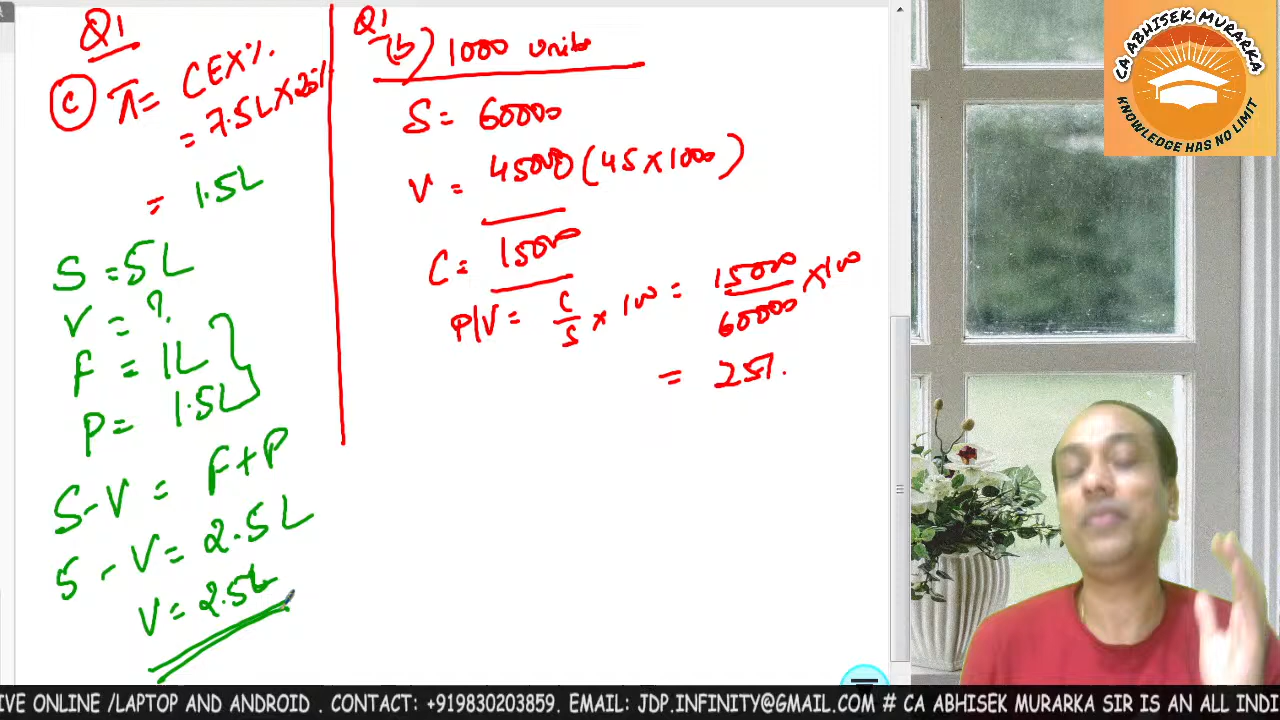 Q1
(C) π = CEX%
= 7.5L × 20%
= 1.5L
S = 5L
V = ?
F = 1L
P = 1.5L
S - V = F + P
5 - V = 2.5L
V = 2.5L
Q1
(b) 1000 units
S = 60000
V = 45000 (45 × 1000)
C = 15000
P/V = C/S × 100 = 15000/60000 × 100
= 25%.
CA ABHISEK MURARKA
KNOWLEDGE HAS NO LIMIT
IVE ONLINE /LAPTOP AND ANDROID . CONTACT: +919830203859. EMAIL: JDP.INFINITY@GMAIL.COM # CA ABHISEK MURARKA SIR IS AN ALL INDI